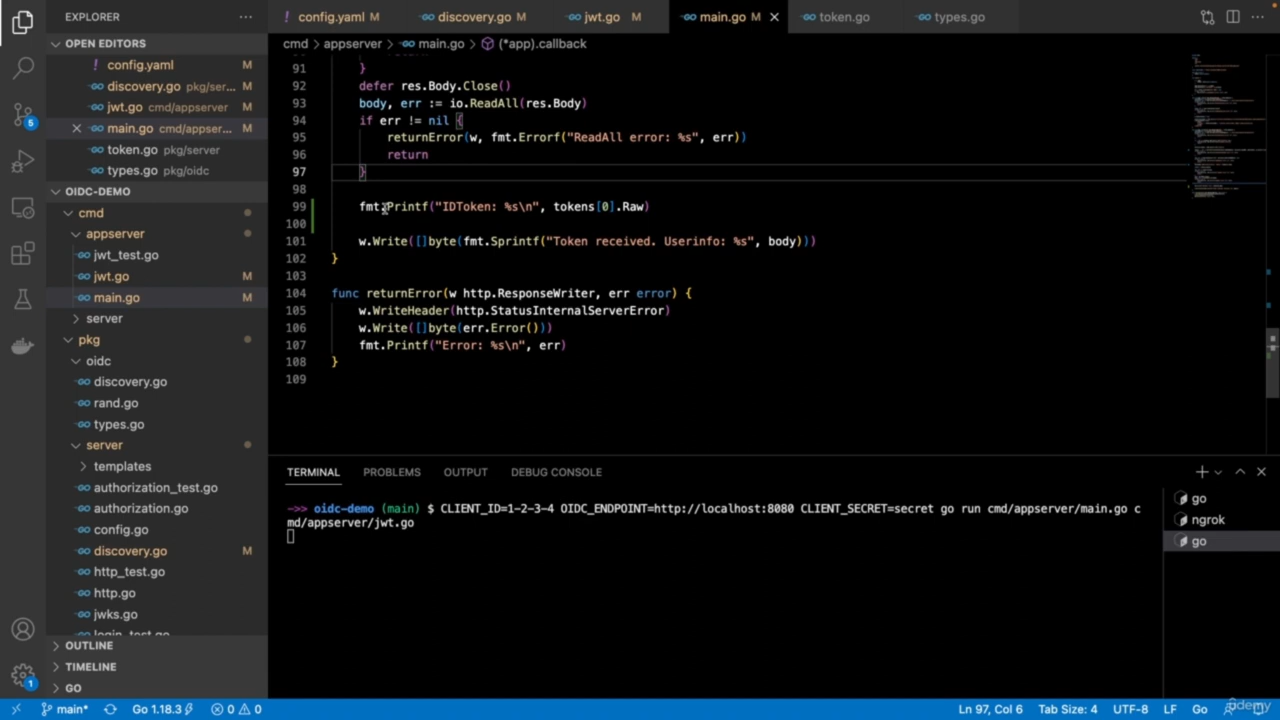 EXPLORER
config.yaml M
discovery.go M
jwt.go M
main.go M
token.go
types.go
OPEN EDITORS
cmd > appserver > main.go > (*app).callback
config.yaml M
discovery.go pkg/ser... M
jwt.go cmd/appserver M
main.go cmd/appser... M
token.go pkg/server
types.go pkg/oidc
OIDC-DEMO
cmd
appserver
jwt_test.go
jwt.go M
main.go M
server
pkg
oidc
discovery.go
rand.go
types.go
server
templates
authorization_test.go
authorization.go
config.go
discovery.go M
http_test.go
http.go
jwks.go
login_test.go
OUTLINE
TIMELINE
GO
5
1
91 }
92 defer res.Body.Close()
93 body, err := io.ReadAll(res.Body)
94 if err != nil {
95 returnError(w, fmt.Errorf("ReadAll error: %s", err))
96 return
97 }
98
99 fmt.Printf("IDToken: %s\n", tokens[0].Raw)
100
101 w.Write([]byte(fmt.Sprintf("Token received. Userinfo: %s", body)))
102 }
103
104 func returnError(w http.ResponseWriter, err error) {
105 w.WriteHeader(http.StatusInternalServerError)
106 w.Write([]byte(err.Error()))
107 fmt.Printf("Error: %s\n", err)
108 }
109
TERMINAL PROBLEMS OUTPUT DEBUG CONSOLE
->> oidc-demo (main) $ CLIENT_ID=1-2-3-4 OIDC_ENDPOINT=http://localhost:8080 CLIENT_SECRET=secret go run cmd/appserver/main.go c
md/appserver/jwt.go
go
ngrok
go
main* Go 1.18.3 0 0 Ln 97, Col 6 Tab Size: 4 UTF-8 LF Go
udemy